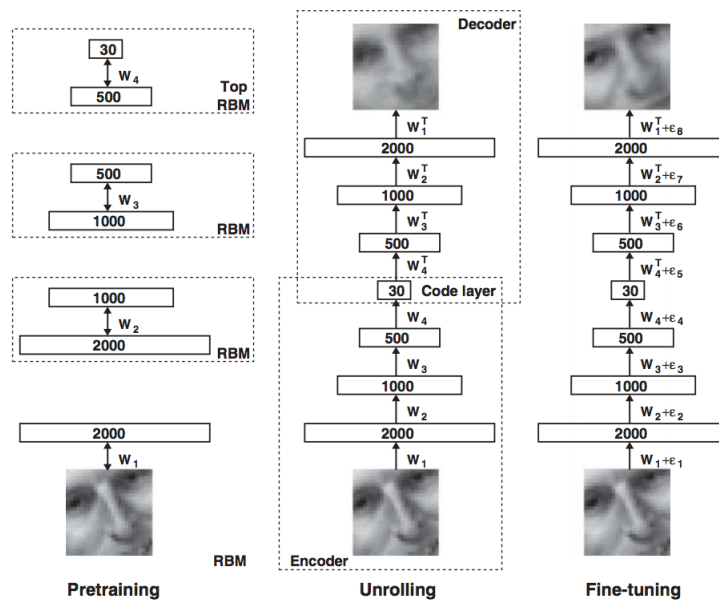 30
W₄
500
Top
RBM
500
W₃
1000
RBM
1000
W₂
2000
RBM
2000
W₁
RBM
Pretraining
Decoder
W₁ᵀ
2000
W₂ᵀ
1000
W₃ᵀ
500
W₄ᵀ
30
Code layer
W₄
500
W₃
1000
W₂
2000
W₁
Encoder
Unrolling
W₁ᵀ+ε₈
2000
W₂ᵀ+ε₇
1000
W₃ᵀ+ε₆
500
W₄ᵀ+ε₅
30
W₄+ε₄
500
W₃+ε₃
1000
W₂+ε₂
2000
W₁+ε₁
Fine-tuning